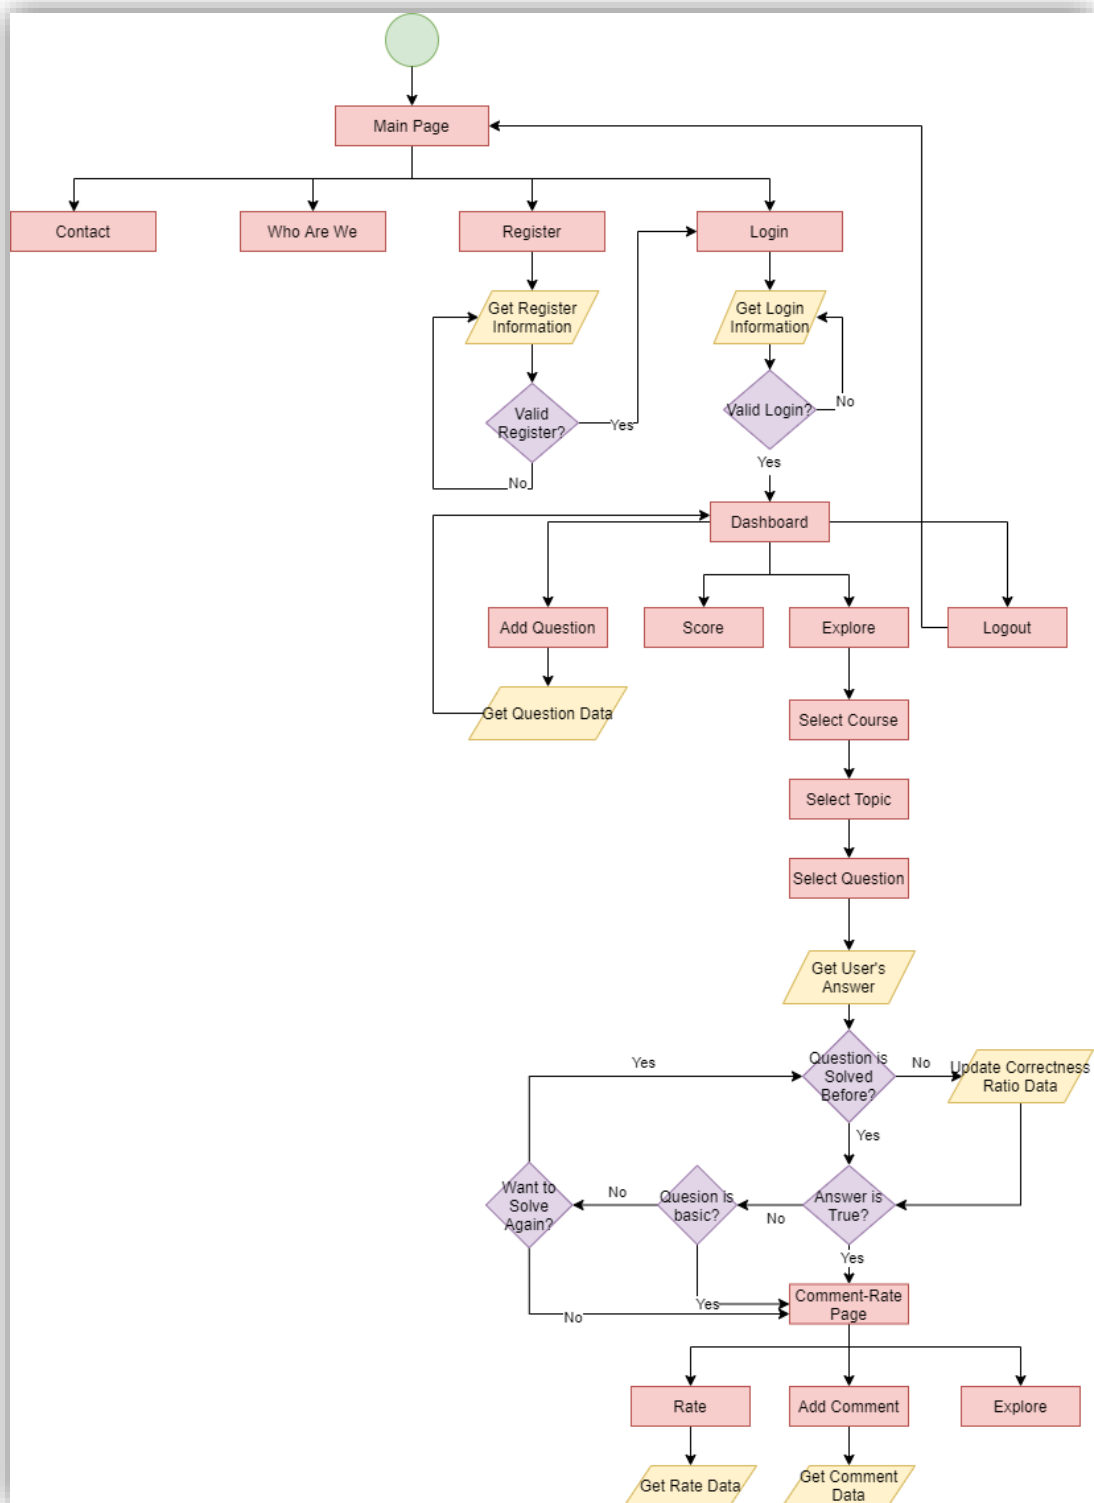 Main Page
Contact
Who Are We
Register
Login
Get Register
Information
Get Login
Information
Valid
Register?
Yes
No
Valid Login?
No
Yes
Dashboard
Add Question
Score
Explore
Logout
Get Question Data
Select Course
Select Topic
Select Question
Get User's
Answer
Yes
Question is
Solved
Before?
No
Update Correctness
Ratio Data
Yes
Want to
Solve
Again?
No
Quesion is
basic?
No
Answer is
True?
Yes
Yes
No
Comment-Rate
Page
Rate
Add Comment
Explore
Get Rate Data
Get Comment
Data